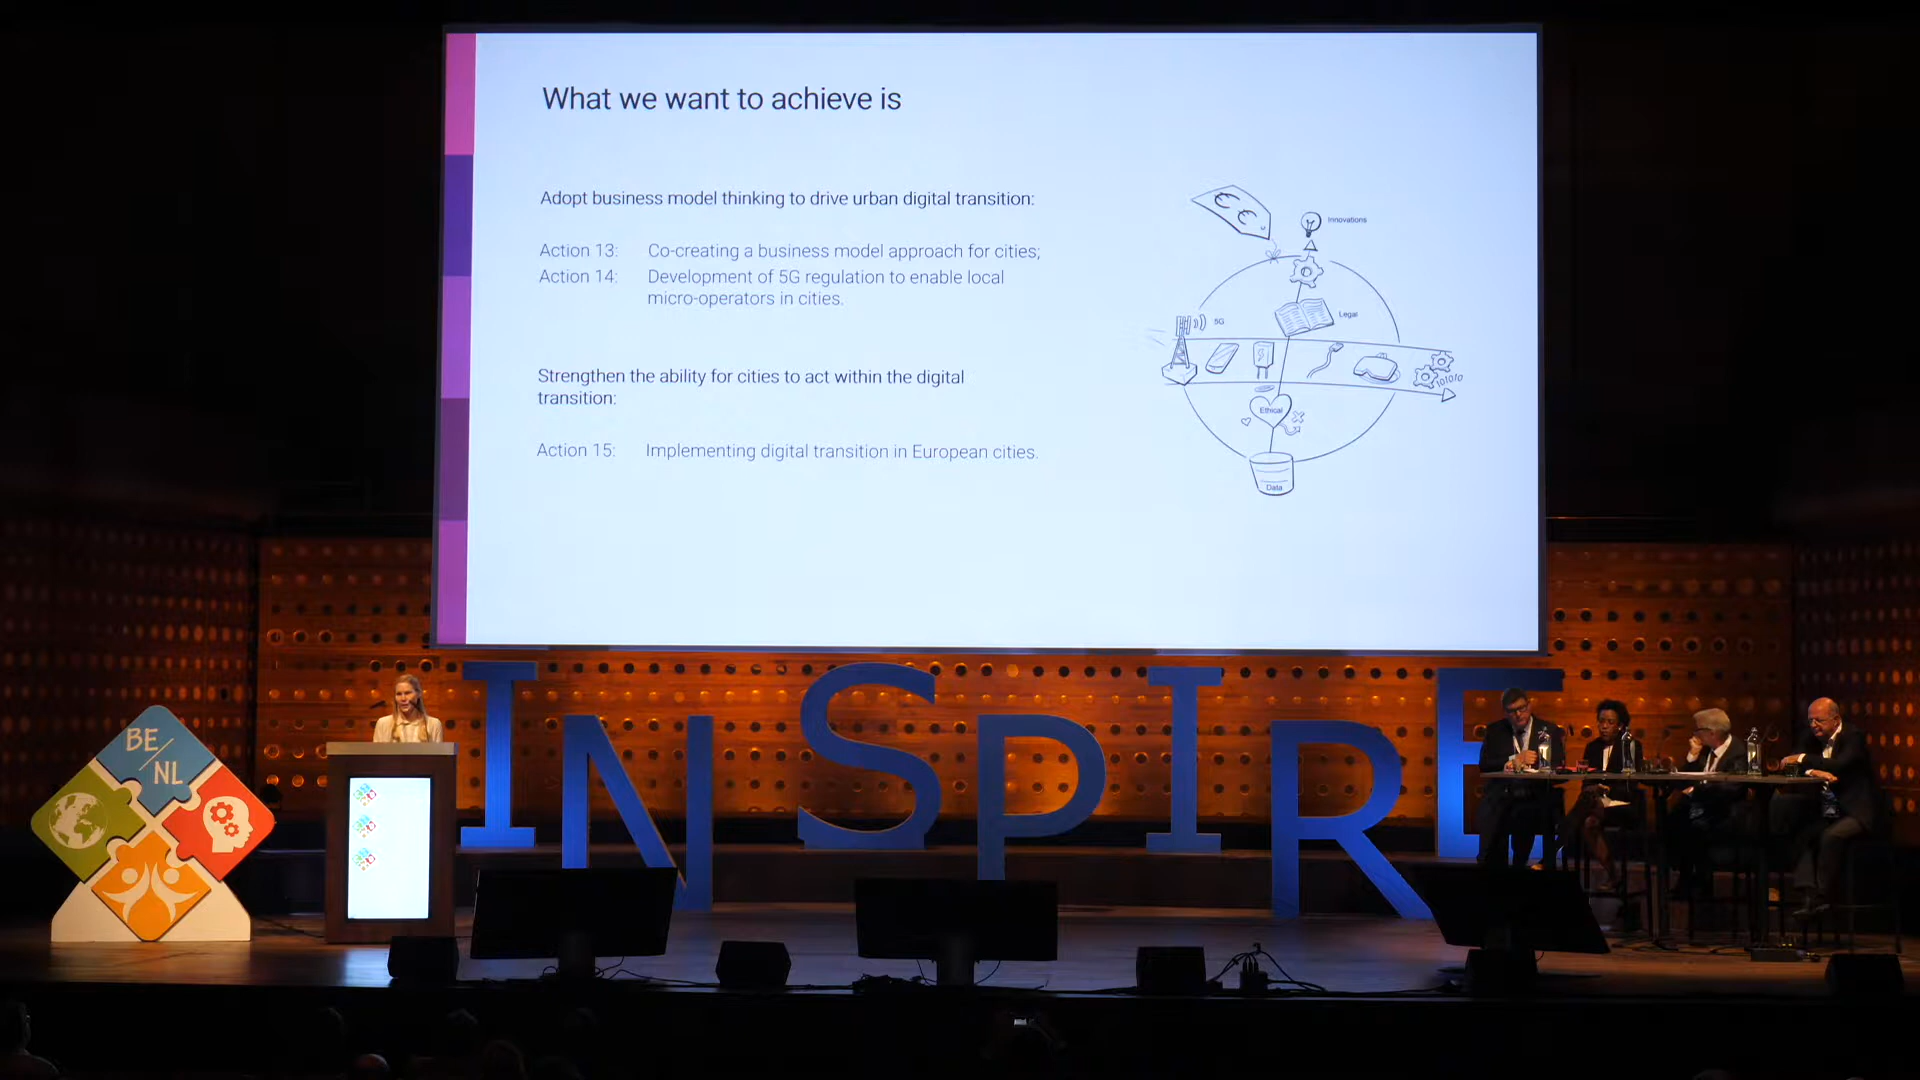 What we want to achieve is
Adopt business model thinking to drive urban digital transition:
Action 13: Co-creating a business model approach for cities;
Action 14: Development of 5G regulation to enable local
micro-operators in cities.
Strengthen the ability for cities to act within the digital
transition:
Action 15: Implementing digital transition in European cities.
€ €
Innovations
Legal
5G
10101o
Ethical
Data
INSPIRE
BE/
NL